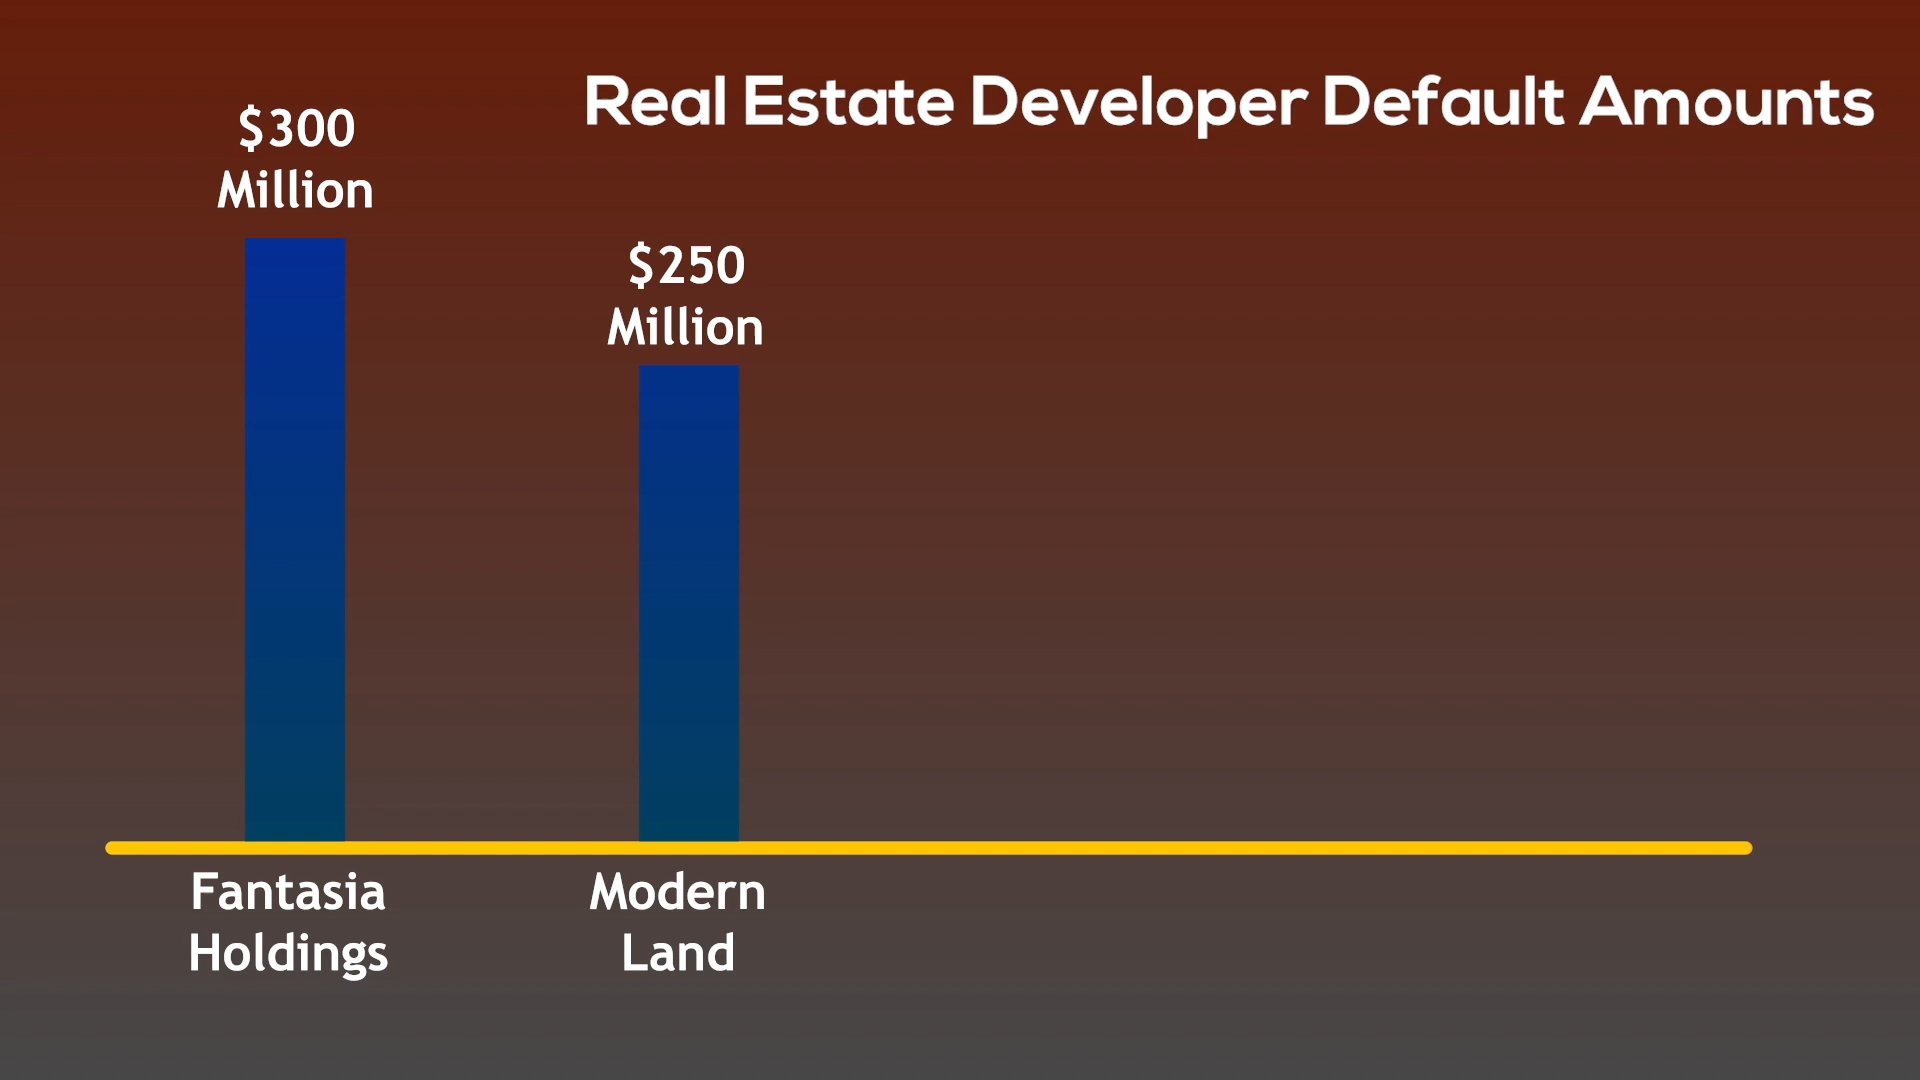 Real Estate Developer Default Amounts
$300
Million
$250
Million
Fantasia
Holdings
Modern
Land